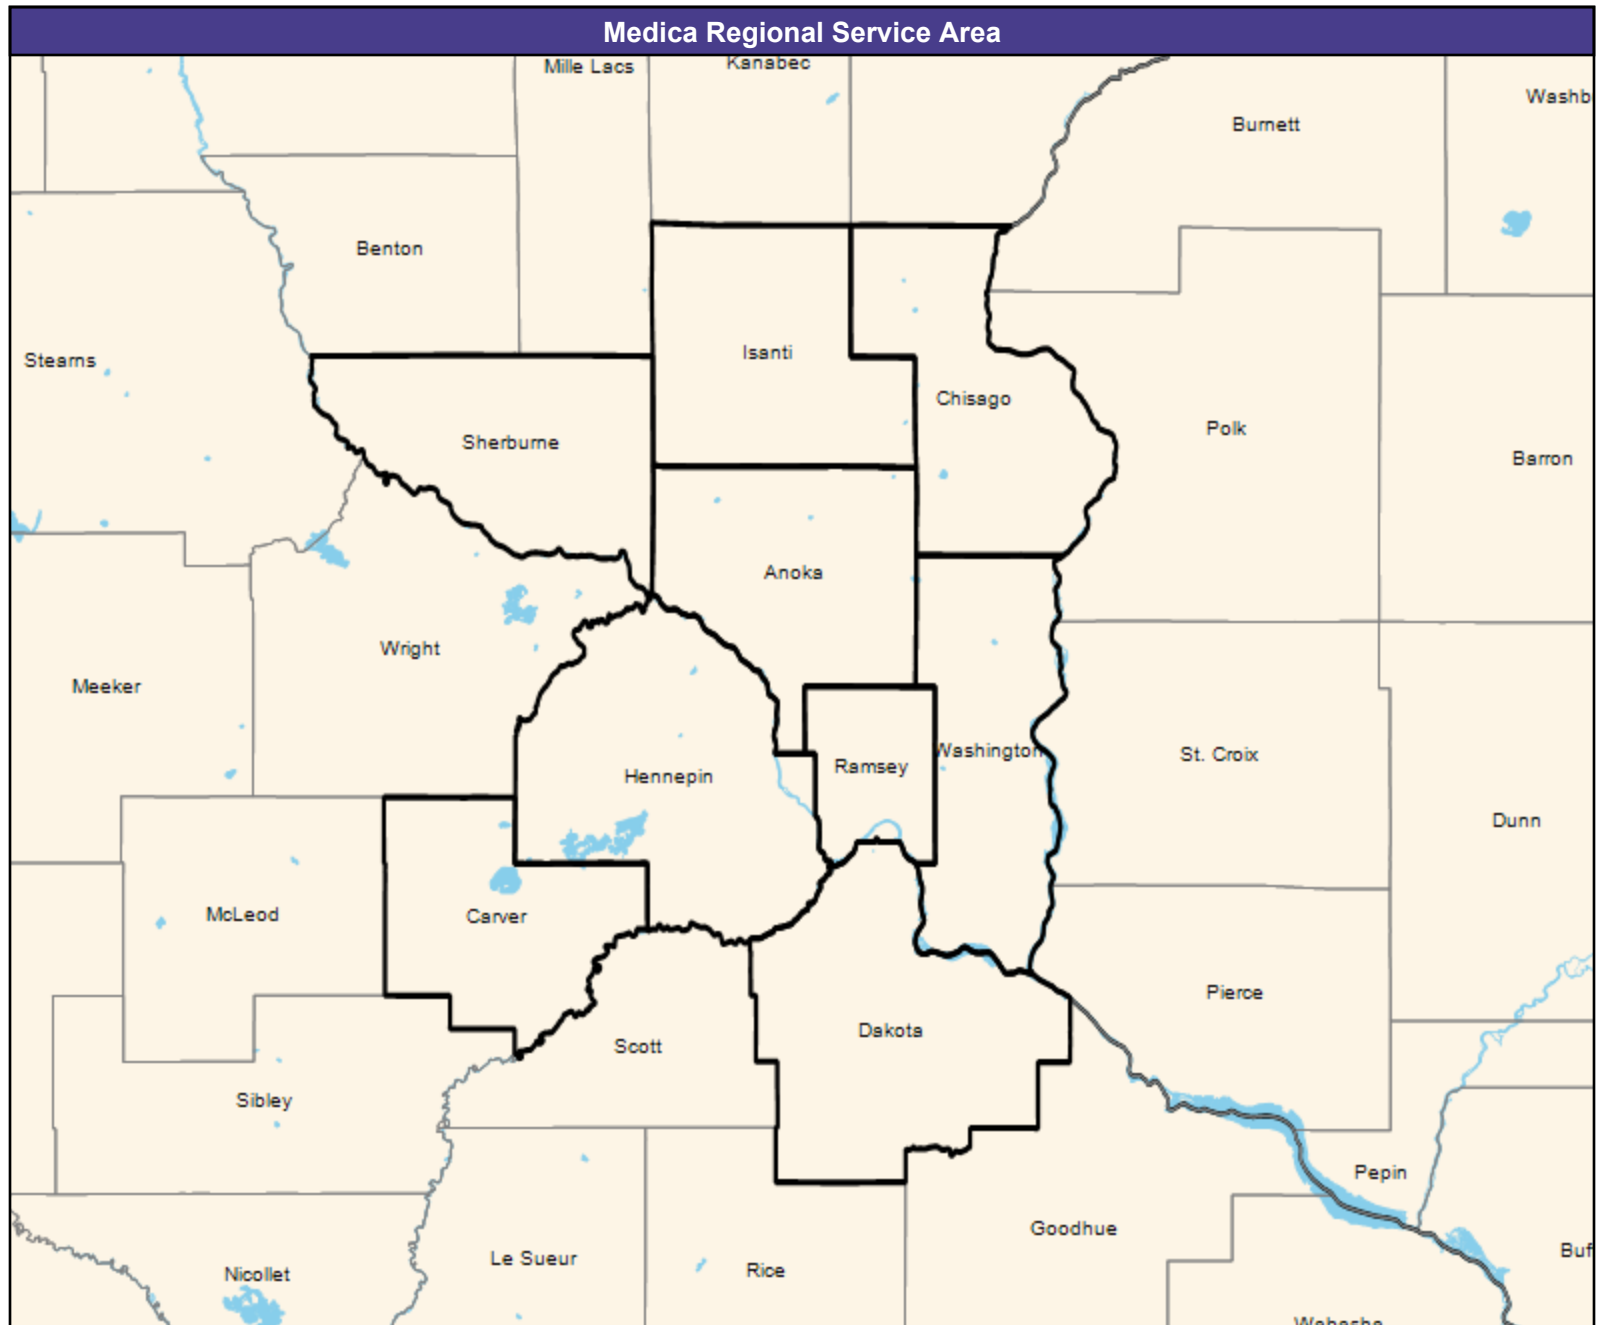 Medica Regional Service Area
Mille Lacs
Kanabec
Washb
Burnett
Benton
Isanti
Stearns
Chisago
Sherburne
Polk
Barron
Anoka
Wright
Meeker
Washington
St. Croix
Ramsey
Hennepin
Dunn
McLeod
Carver
Pierce
Dakota
Scott
Sibley
Pepin
Goodhue
Buf
Le Sueur
Rice
Nicollet